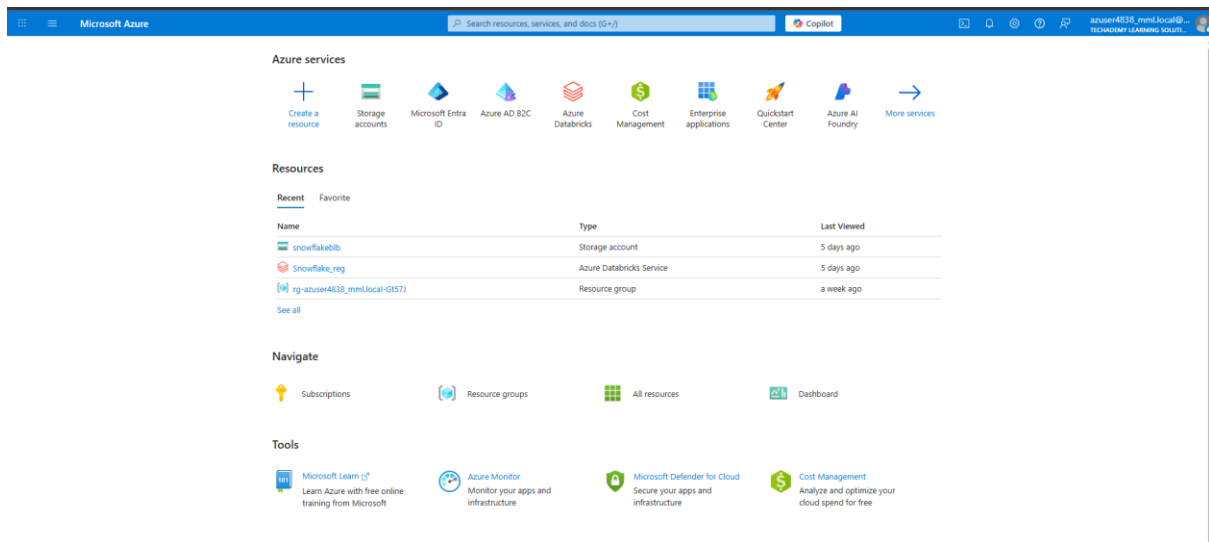 Microsoft Azure
Search resources, services, and docs (G+/)
Copilot
azuser4838_mml.local@...
TECHADEMY LEARNING SOLUTI...
Azure services
Create a
resource
Storage
accounts
Microsoft Entra
ID
Azure AD B2C
Azure
Databricks
Cost
Management
Enterprise
applications
Quickstart
Center
Azure AI
Foundry
More services
Resources
Recent Favorite
Name Type Last Viewed
snowflakeblb Storage account 5 days ago
Snowflake_reg Azure Databricks Service 5 days ago
rg-azuser4838_mml.local-Gt57J Resource group a week ago
See all
Navigate
Subscriptions Resource groups All resources Dashboard
Tools
101
Microsoft Learn
Learn Azure with free online
training from Microsoft
Azure Monitor
Monitor your apps and
infrastructure
Microsoft Defender for Cloud
Secure your apps and
infrastructure
Cost Management
Analyze and optimize your
cloud spend for free